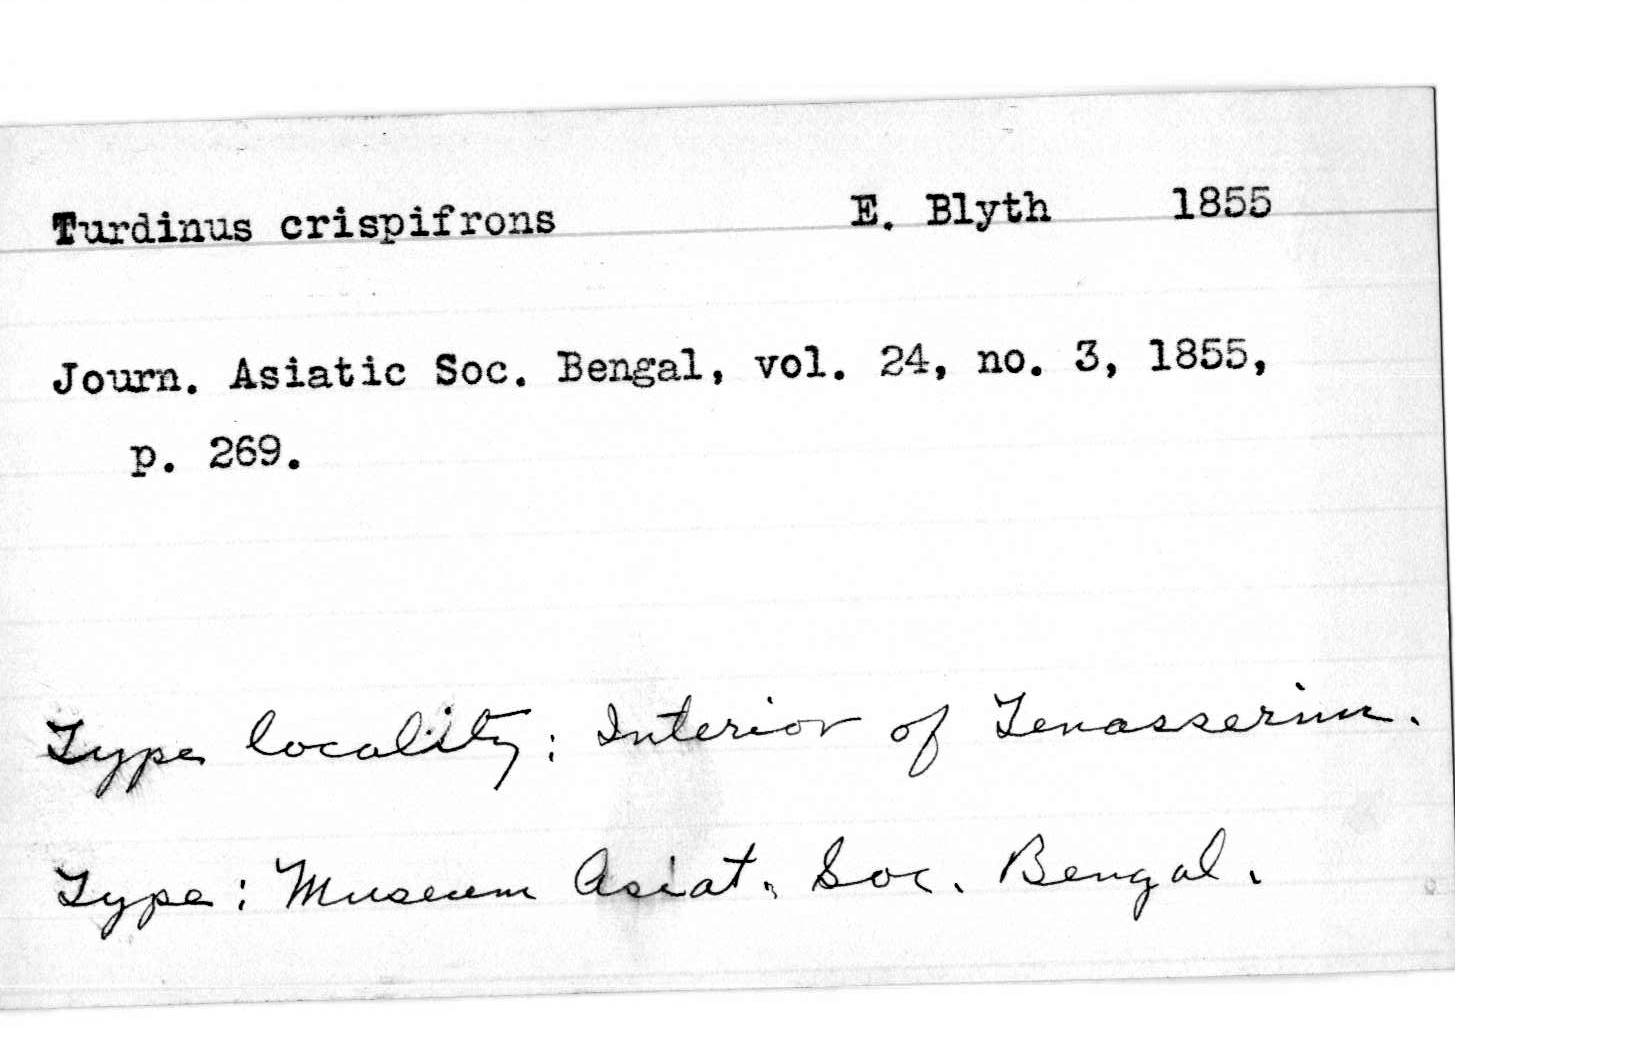 Turdinus crispifrons E. Blyth 1855
Journ. Asiatic Soc. Bengal, vol. 24, no. 3, 1855,
p. 269.
Type locality: Interior of Tenasserim.
Type: Museum Asiat. Soc. Bengal.